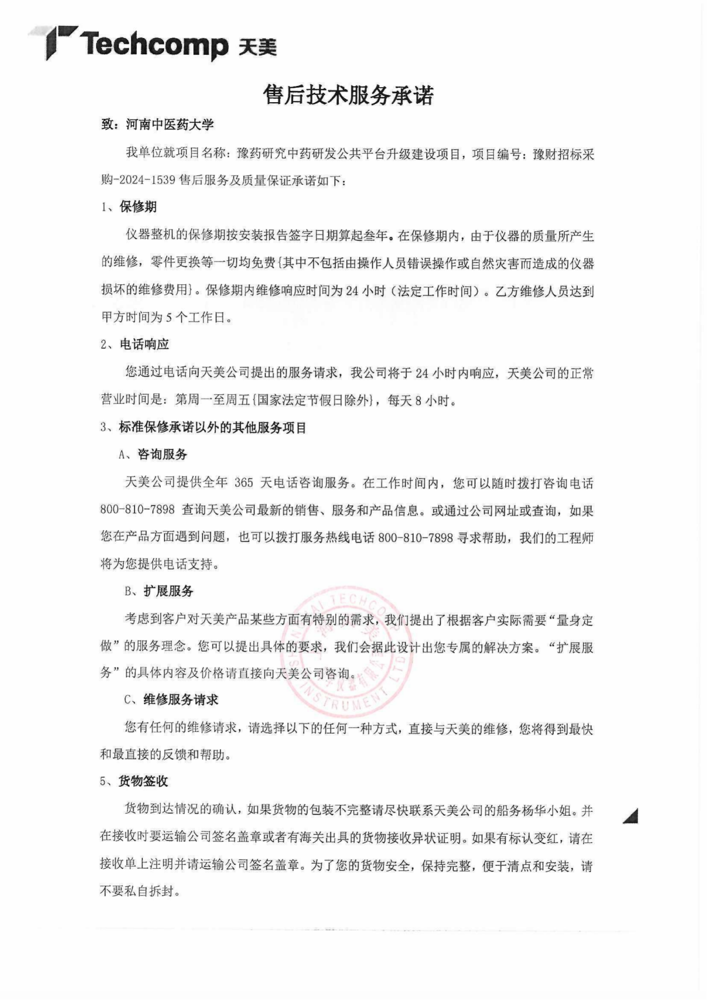 Techcomp 天美
售后技术服务承诺
致：河南中医药大学
我单位就项目名称：豫药研究中药研发公共平台升级建设项目，项目编号：豫财招标采
购-2024-1539 售后服务及质量保证承诺如下：
1、保修期
仪器整机的保修期按安装报告签字日期算起叁年。在保修期内，由于仪器的质量所产生
的维修，零件更换等一切均免费{其中不包括由操作人员错误操作或自然灾害而造成的仪器
损坏的维修费用}。保修期内维修响应时间为 24 小时（法定工作时间）。乙方维修人员达到
甲方时间为 5 个工作日。
2、电话响应
您通过电话向天美公司提出的服务请求，我公司将于 24 小时内响应，天美公司的正常
营业时间是：第周一至周五{国家法定节假日除外}，每天 8 小时。
3、标准保修承诺以外的其他服务项目
A、咨询服务
天美公司提供全年 365 天电话咨询服务。在工作时间内，您可以随时拨打咨询电话
800-810-7898 查询天美公司最新的销售、服务和产品信息。或通过公司网址或查询，如果
您在产品方面遇到问题，也可以拨打服务热线电话 800-810-7898 寻求帮助，我们的工程师
将为您提供电话支持。
B、扩展服务
考虑到客户对天美产品某些方面有特别的需求，我们提出了根据客户实际需要“量身定
做”的服务理念。您可以提出具体的要求，我们会据此设计出您专属的解决方案。“扩展服
务”的具体内容及价格请直接向天美公司咨询。
SHANGHAI TECHCOMP INSTRUMENT LTD
上海天美科学仪器有限公司
C、维修服务请求
您有任何的维修请求，请选择以下的任何一种方式，直接与天美的维修，您将得到最快
和最直接的反馈和帮助。
5、货物签收
货物到达情况的确认，如果货物的包装不完整请尽快联系天美公司的船务杨华小姐。并
在接收时要运输公司签名盖章或者有海关出具的货物接收异状证明。如果有标认变红，请在
接收单上注明并请运输公司签名盖章。为了您的货物安全，保持完整，便于清点和安装，请
不要私自拆封。